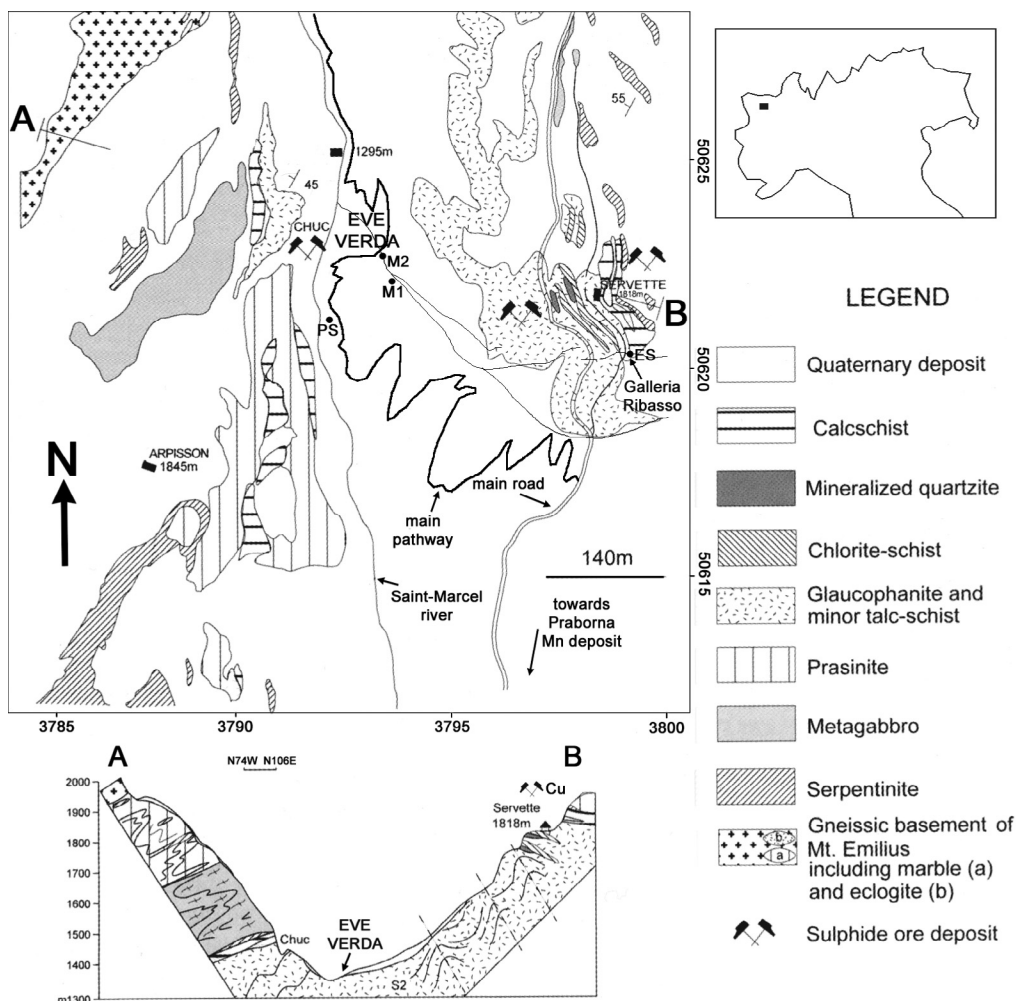 A
55
1295m
45
CHUC
EVE
VERDA
M2
M1
PS
SERVETTE
1818m
B
ES
Galleria
Ribasso
50625
50620
50615
N
ARPISSON
1845m
main road
main
pathway
140m
Saint-Marcel
river
towards
Praborna
Mn deposit
3785
3790
3795
3800
LEGEND
Quaternary deposit
Calcschist
Mineralized quartzite
Chlorite-schist
Glaucophanite and
minor talc-schist
Prasinite
Metagabbro
Serpentinite
b
a
Gneissic basement of
Mt. Emilius
including marble (a)
and eclogite (b)
Sulphide ore deposit
A
N74W N106E
B
2000
1900
1800
1700
1600
1500
1400
m1300
Cu
Servette
1818m
EVE
VERDA
Chuc
S2